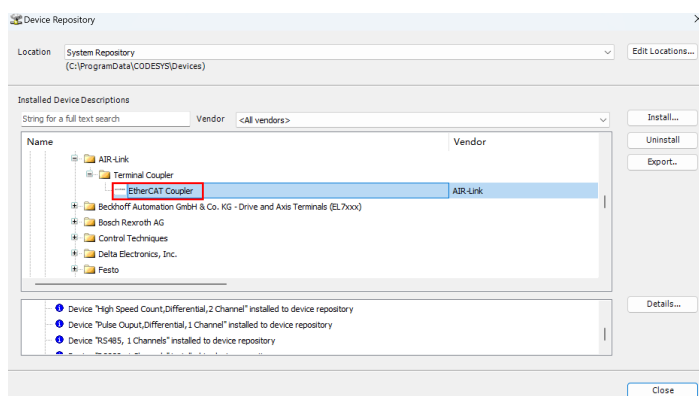 Device Repository
Location System Repository Edit Locations...
(C:\ProgramData\CODESYS\Devices)
Installed Device Descriptions
String for a full text search Vendor <All vendors> Install...
Name Vendor Uninstall
AIR-Link Export..
Terminal Coupler
EtherCAT Coupler AIR-Link
Beckhoff Automation GmbH & Co. KG - Drive and Axis Terminals (EL7xxx)
Bosch Rexroth AG
Control Techniques
Delta Electronics, Inc.
Festo
Device "High Speed Count,Differential,2 Channel" installed to device repository Details...
Device "Pulse Ouput,Differential,1 Channel" installed to device repository
Device "RS485, 1 Channels" installed to device repository
Close